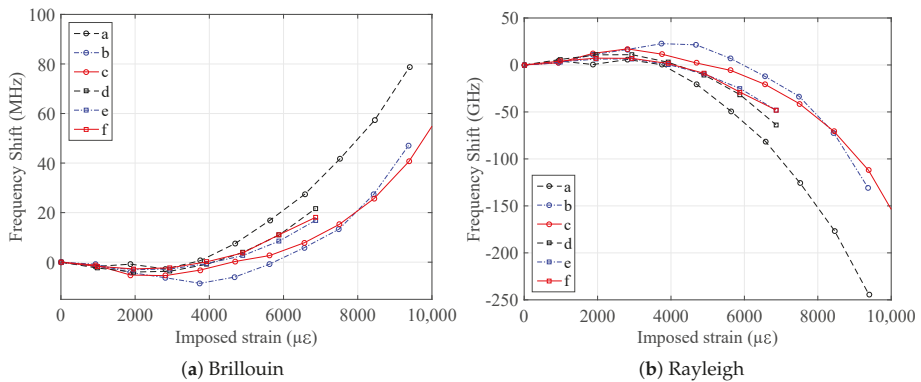 100
80
60
40
20
0
Frequency Shift (MHz)
a
b
c
d
e
f
0
2000
4000
6000
8000
10,000
Imposed strain (με)
(a) Brillouin
50
0
-50
-100
-150
-200
-250
Frequency Shift (GHz)
a
b
c
d
e
f
0
2000
4000
6000
8000
10,000
Imposed strain (με)
(b) Rayleigh